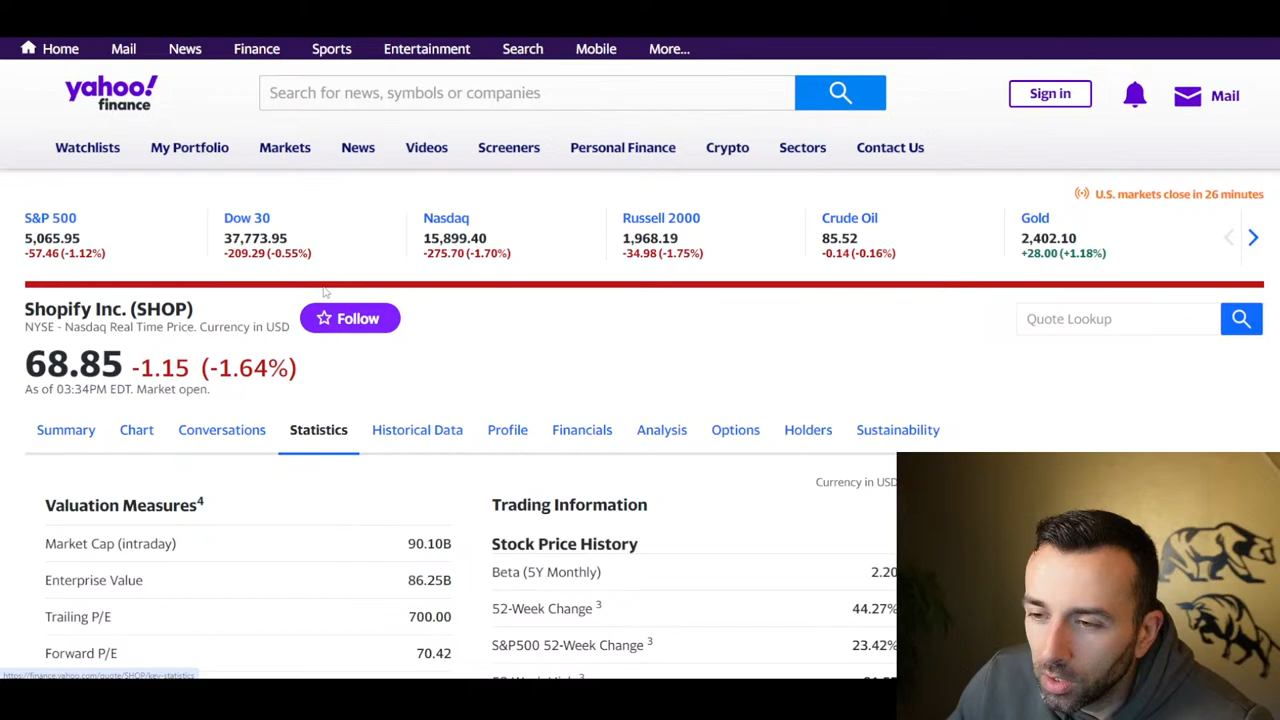 Home Mail News Finance Sports Entertainment Search Mobile More...
yahoo! finance
Search for news, symbols or companies
Sign in
Mail
Watchlists My Portfolio Markets News Videos Screeners Personal Finance Crypto Sectors Contact Us
U.S. markets close in 26 minutes
S&P 500 Dow 30 Nasdaq Russell 2000 Crude Oil Gold
5,065.95 37,773.95 15,899.40 1,968.19 85.52 2,402.10
-57.46 (-1.12%) -209.29 (-0.55%) -275.70 (-1.70%) -34.98 (-1.75%) -0.14 (-0.16%) +28.00 (+1.18%)
Shopify Inc. (SHOP)
NYSE - Nasdaq Real Time Price. Currency in USD
Follow
Quote Lookup
68.85 -1.15 (-1.64%)
As of 03:34PM EDT. Market open.
Summary Chart Conversations Statistics Historical Data Profile Financials Analysis Options Holders Sustainability
Currency in USD
Valuation Measures4
Market Cap (intraday) 90.10B
Enterprise Value 86.25B
Trailing P/E 700.00
Forward P/E 70.42
Trading Information
Stock Price History
Beta (5Y Monthly) 2.20
52-Week Change 3 44.27%
S&P500 52-Week Change 3 23.42%
https://finance.yahoo.com/quote/SHOP/key-statistics